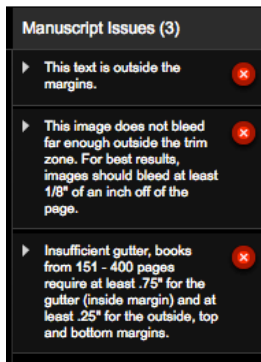 Manuscript Issues (3)
This text is outside the
margins.
This image does not bleed
far enough outside the trim
zone. For best results,
images should bleed at least
1/8" of an inch off of the
page.
Insufficient gutter, books
from 151 - 400 pages
require at least .75" for the
gutter (inside margin) and at
least .25" for the outside, top
and bottom margins.